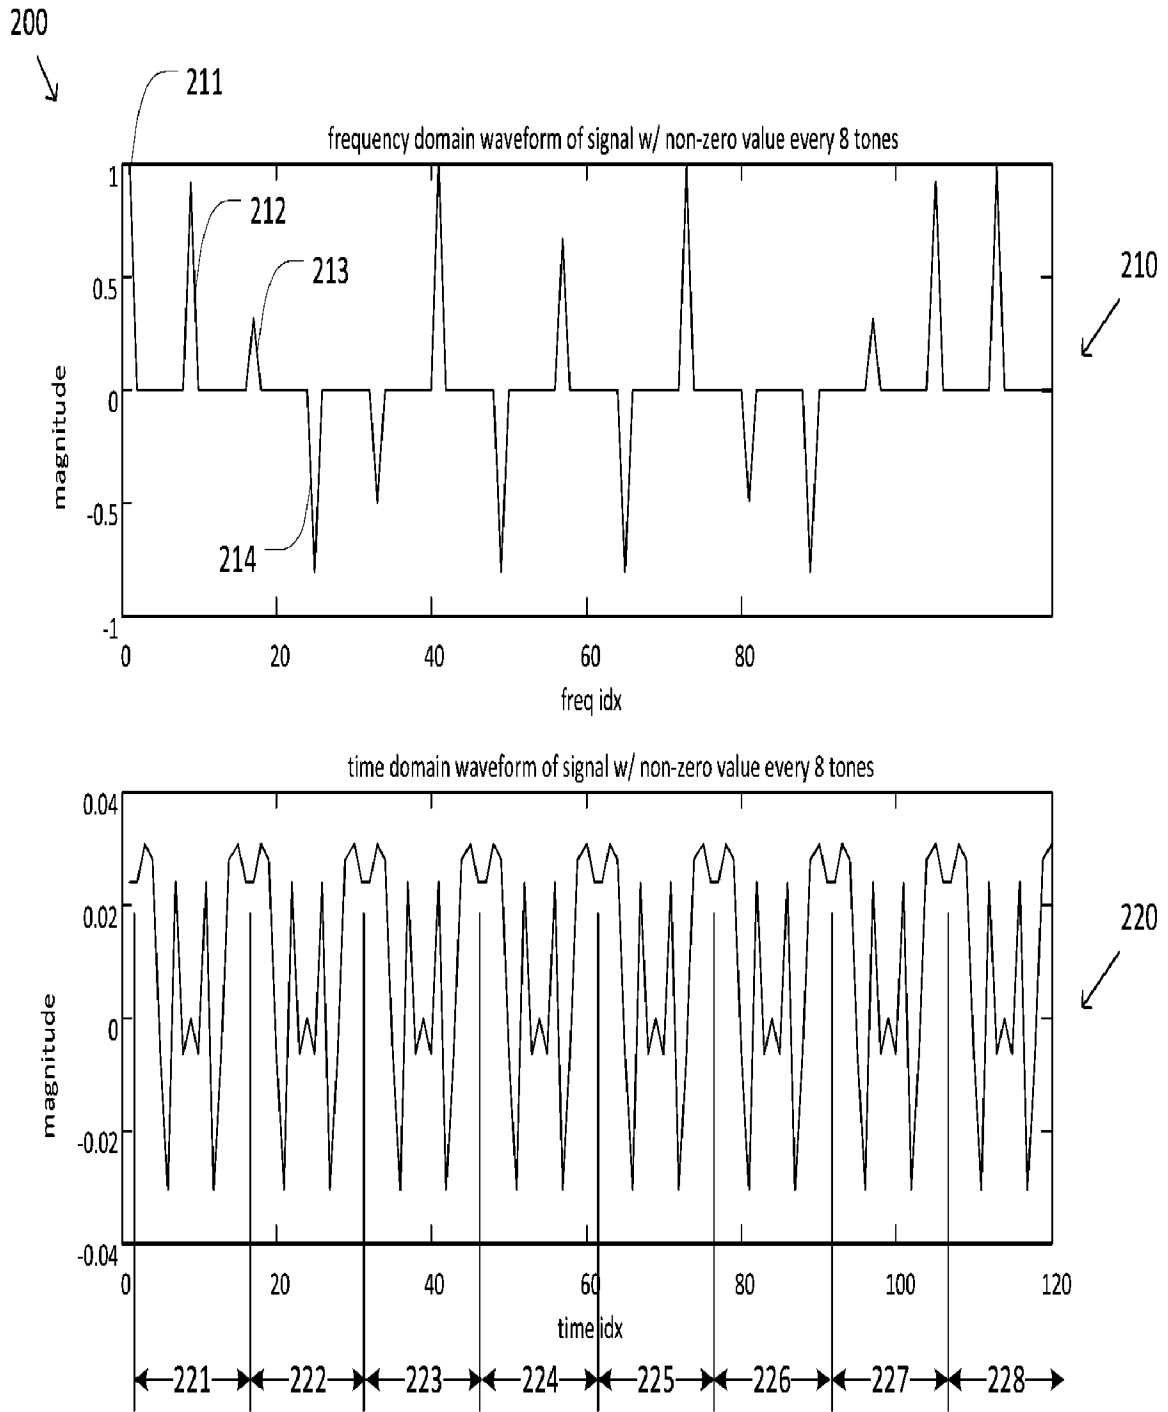 200
211
frequency domain waveform of signal w/ non-zero value every 8 tones
1
212
213
210
0.5
magnitude
0
-0.5
214
-1
0 20 40 60 80
freq idx
time domain waveform of signal w/ non-zero value every 8 tones
0.04
0.02
220
magnitude
0
-0.02
-0.04
0 20 40 60 80 100 120
time idx
221 222 223 224 225 226 227 228